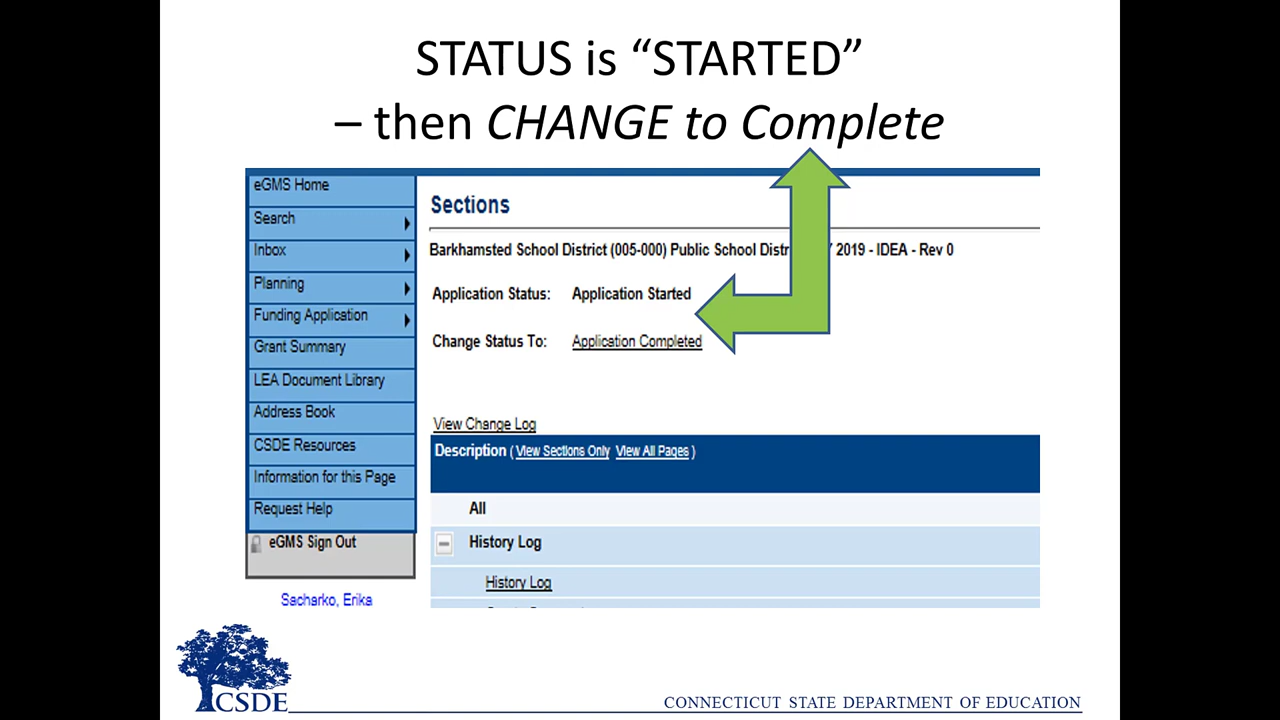 STATUS is “STARTED”
– then CHANGE to Complete
eGMS Home
Search
Inbox
Planning
Funding Application
Grant Summary
LEA Document Library
Address Book
CSDE Resources
Information for this Page
Request Help
eGMS Sign Out
Sacharko, Erika
Sections
Barkhamsted School District (005-000) Public School 2019 - IDEA - Rev 0
Application Status: Application Started
Change Status To: Application Completed
View Change Log
Description ( View Sections Only View All Pages )
All
History Log
History Log
CSDE
CONNECTICUT STATE DEPARTMENT OF EDUCATION